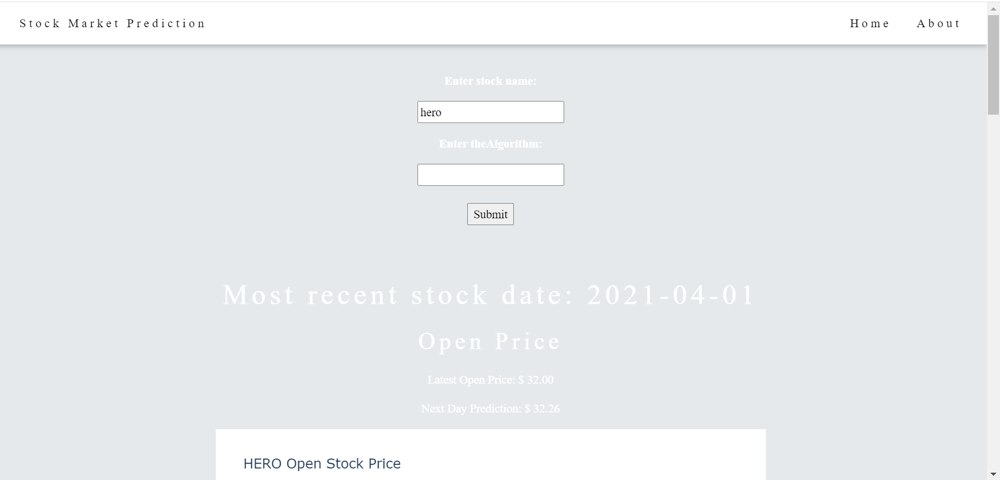 Stock Market Prediction Home About
Enter stock name:
hero
Enter theAlgorithm:
Submit
Most recent stock date: 2021-04-01
Open Price
Latest Open Price: $ 32.00
Next Day Prediction: $ 32.26
HERO Open Stock Price